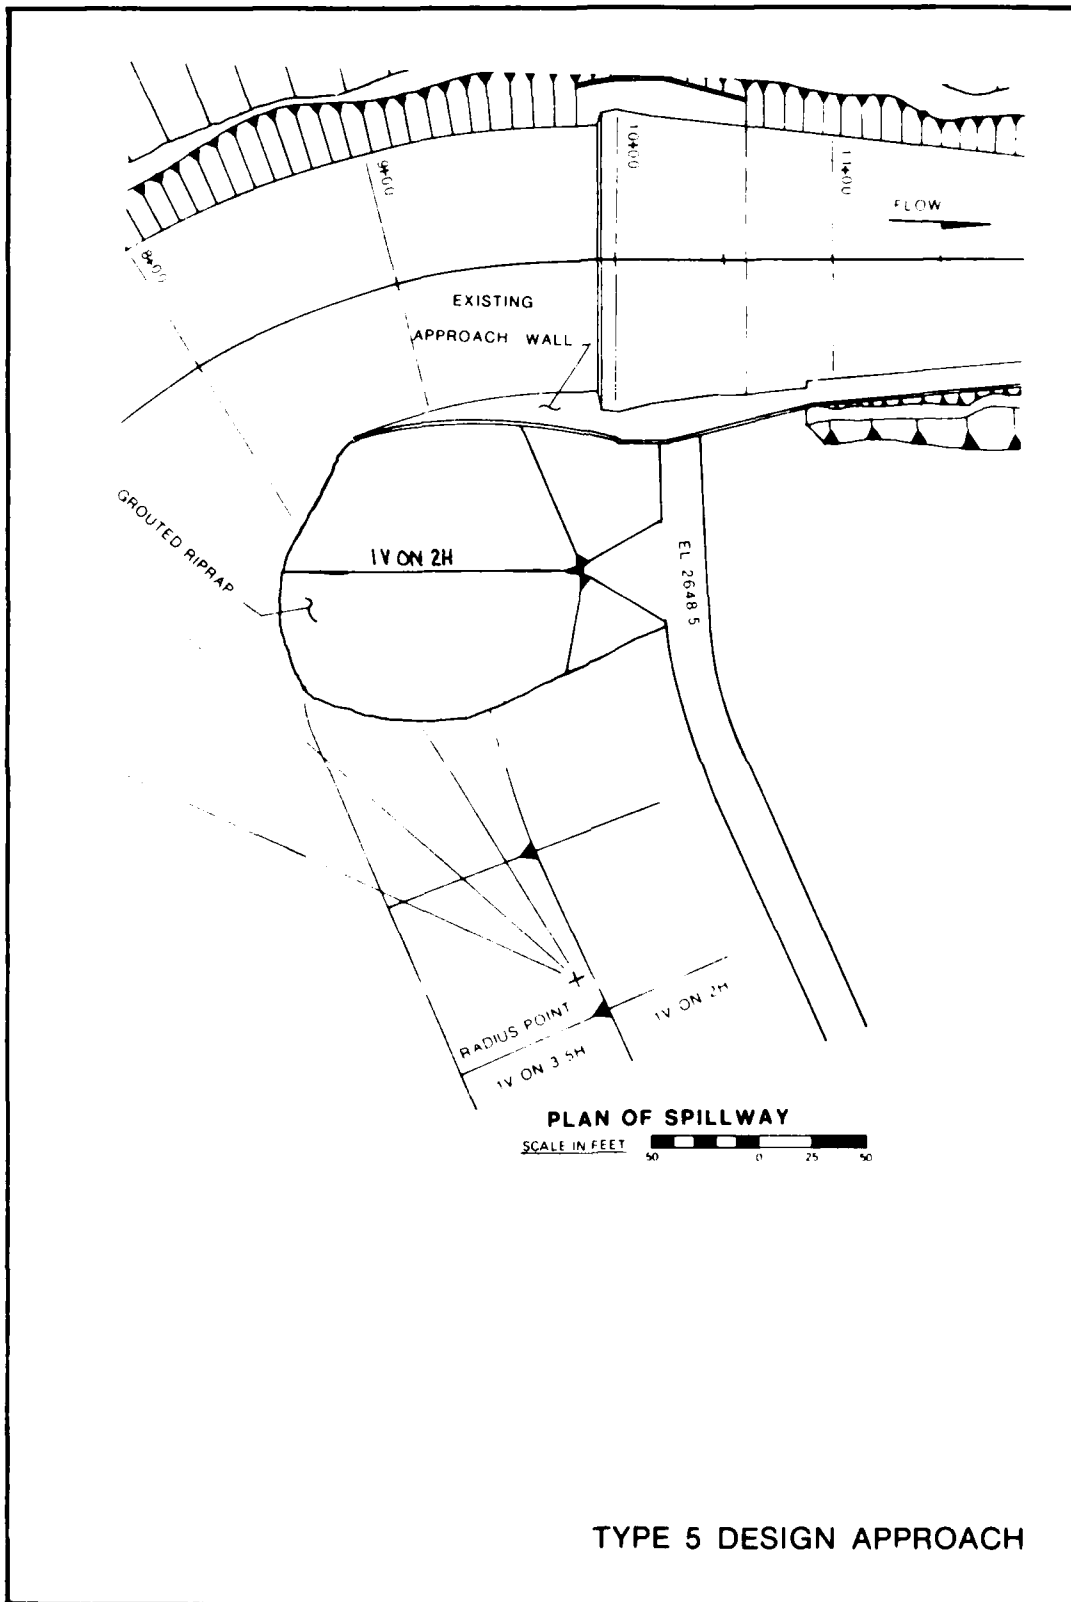 10+00
11+00
9+00
8+00
FLOW
EXISTING
APPROACH WALL
GROUTED RIPRAP
1V ON 2H
EL 2648 5
RADIUS POINT
1V ON 2H
1V ON 3 5H
PLAN OF SPILLWAY
SCALE IN FEET
50 0 25 50
TYPE 5 DESIGN APPROACH